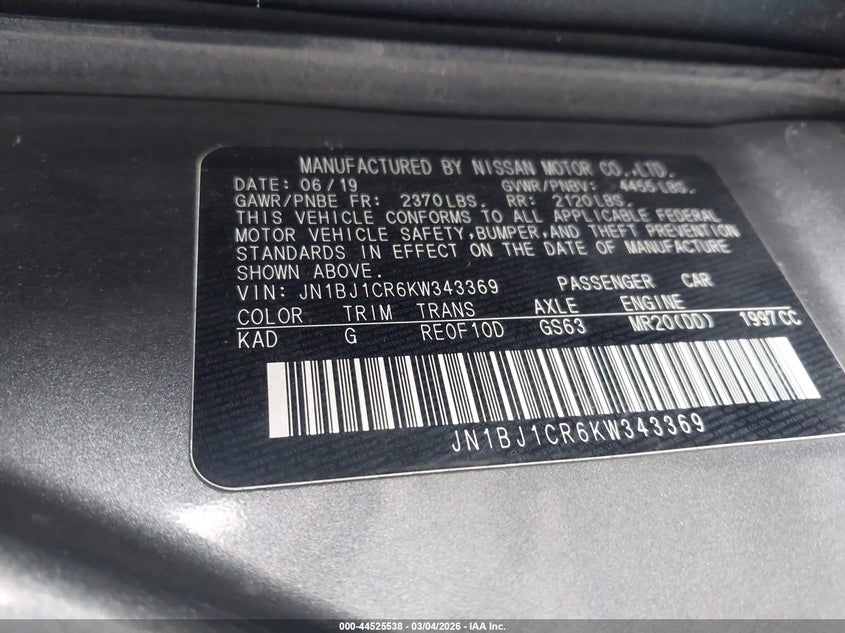 MANUFACTURED BY NISSAN MOTOR CO.,LTD.
DATE: 06/19 GVWR/PNBV: 4455LBS.
GAWR/PNBE FR: 2370LBS. RR: 2120LBS.
THIS VEHICLE CONFORMS TO ALL APPLICABLE FEDERAL
MOTOR VEHICLE SAFETY,BUMPER,AND THEFT PREVENTION
STANDARDS IN EFFECT ON THE DATE OF MANUFACTURE
SHOWN ABOVE.
VIN: JN1BJ1CR6KW343369 PASSENGER CAR
COLOR TRIM TRANS AXLE ENGINE
KAD G RE0F10D GS63 MR20(DD) 1997CC
JN1BJ1CR6KW343369
000-44525538 - 03/04/2026 - IAA Inc.